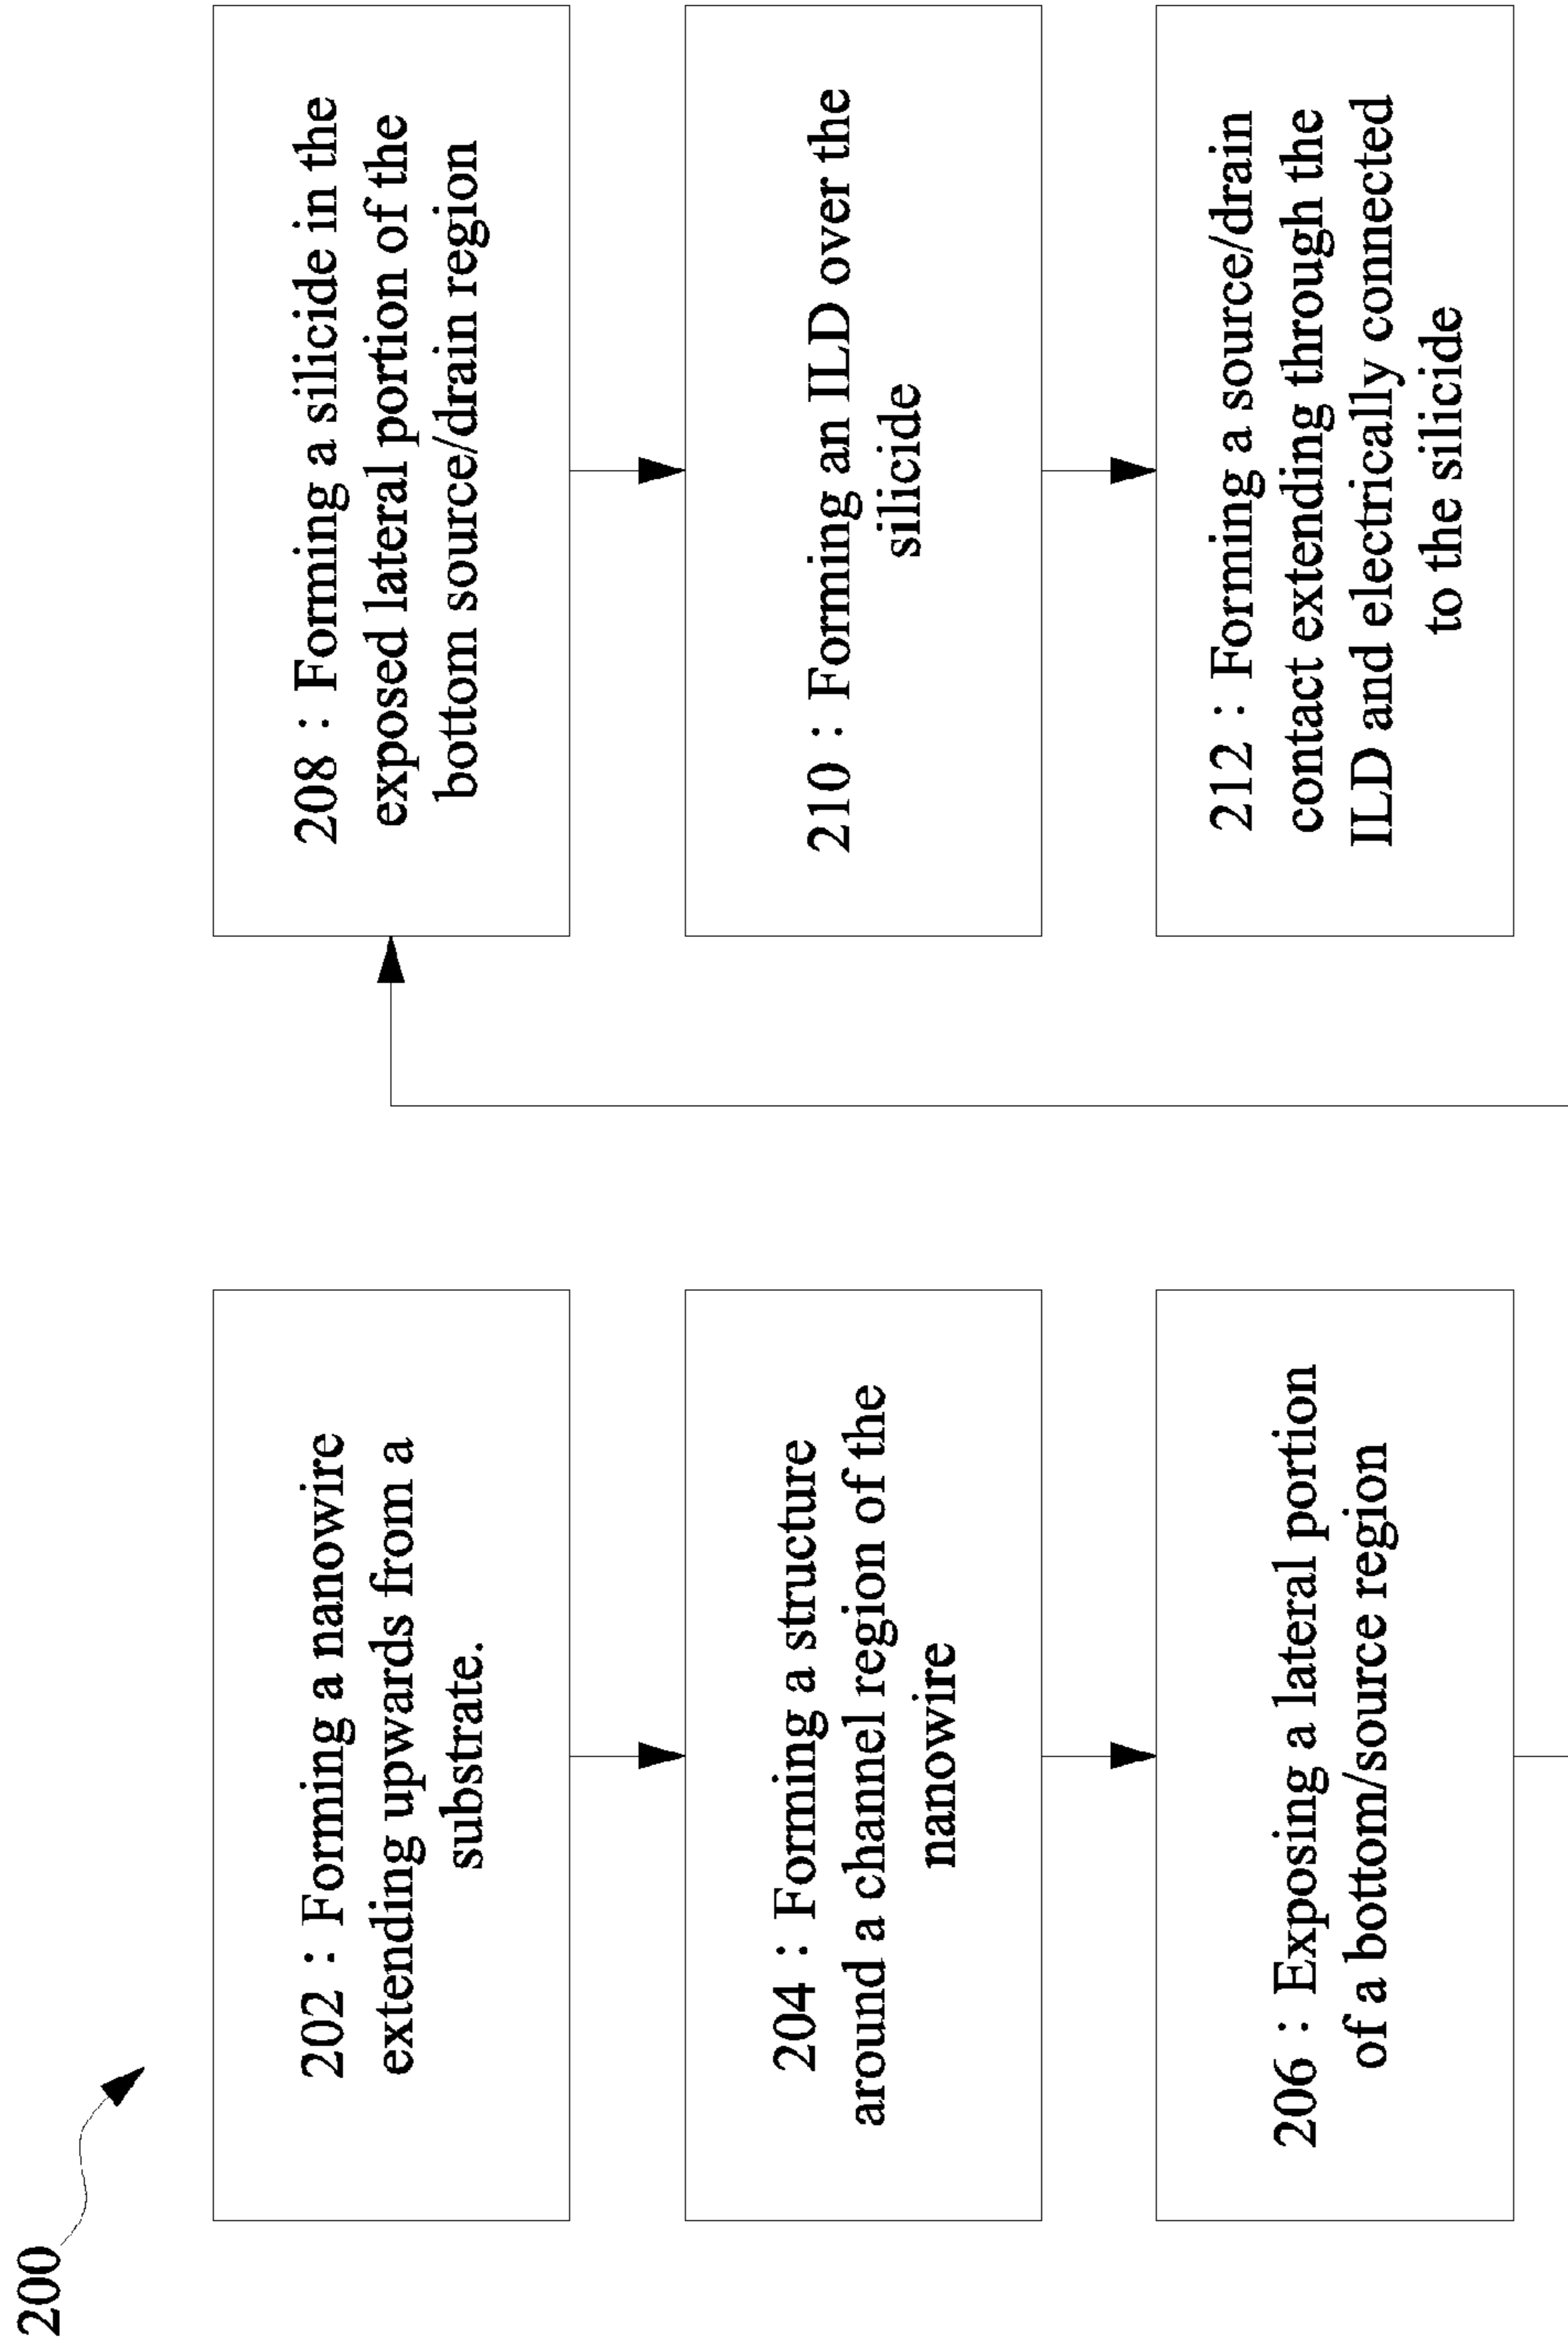 200
202 : Forming a nanowire
extending upwards from a
substrate.
204 : Forming a structure
around a channel region of the
nanowire
206 : Exposing a lateral portion
of a bottom/source region
208 : Forming a silicide in the
exposed lateral portion of the
bottom source/drain region
210 : Forming an ILD over the
silicide
212 : Forming a source/drain
contact extending through the
ILD and electrically connected
to the silicide